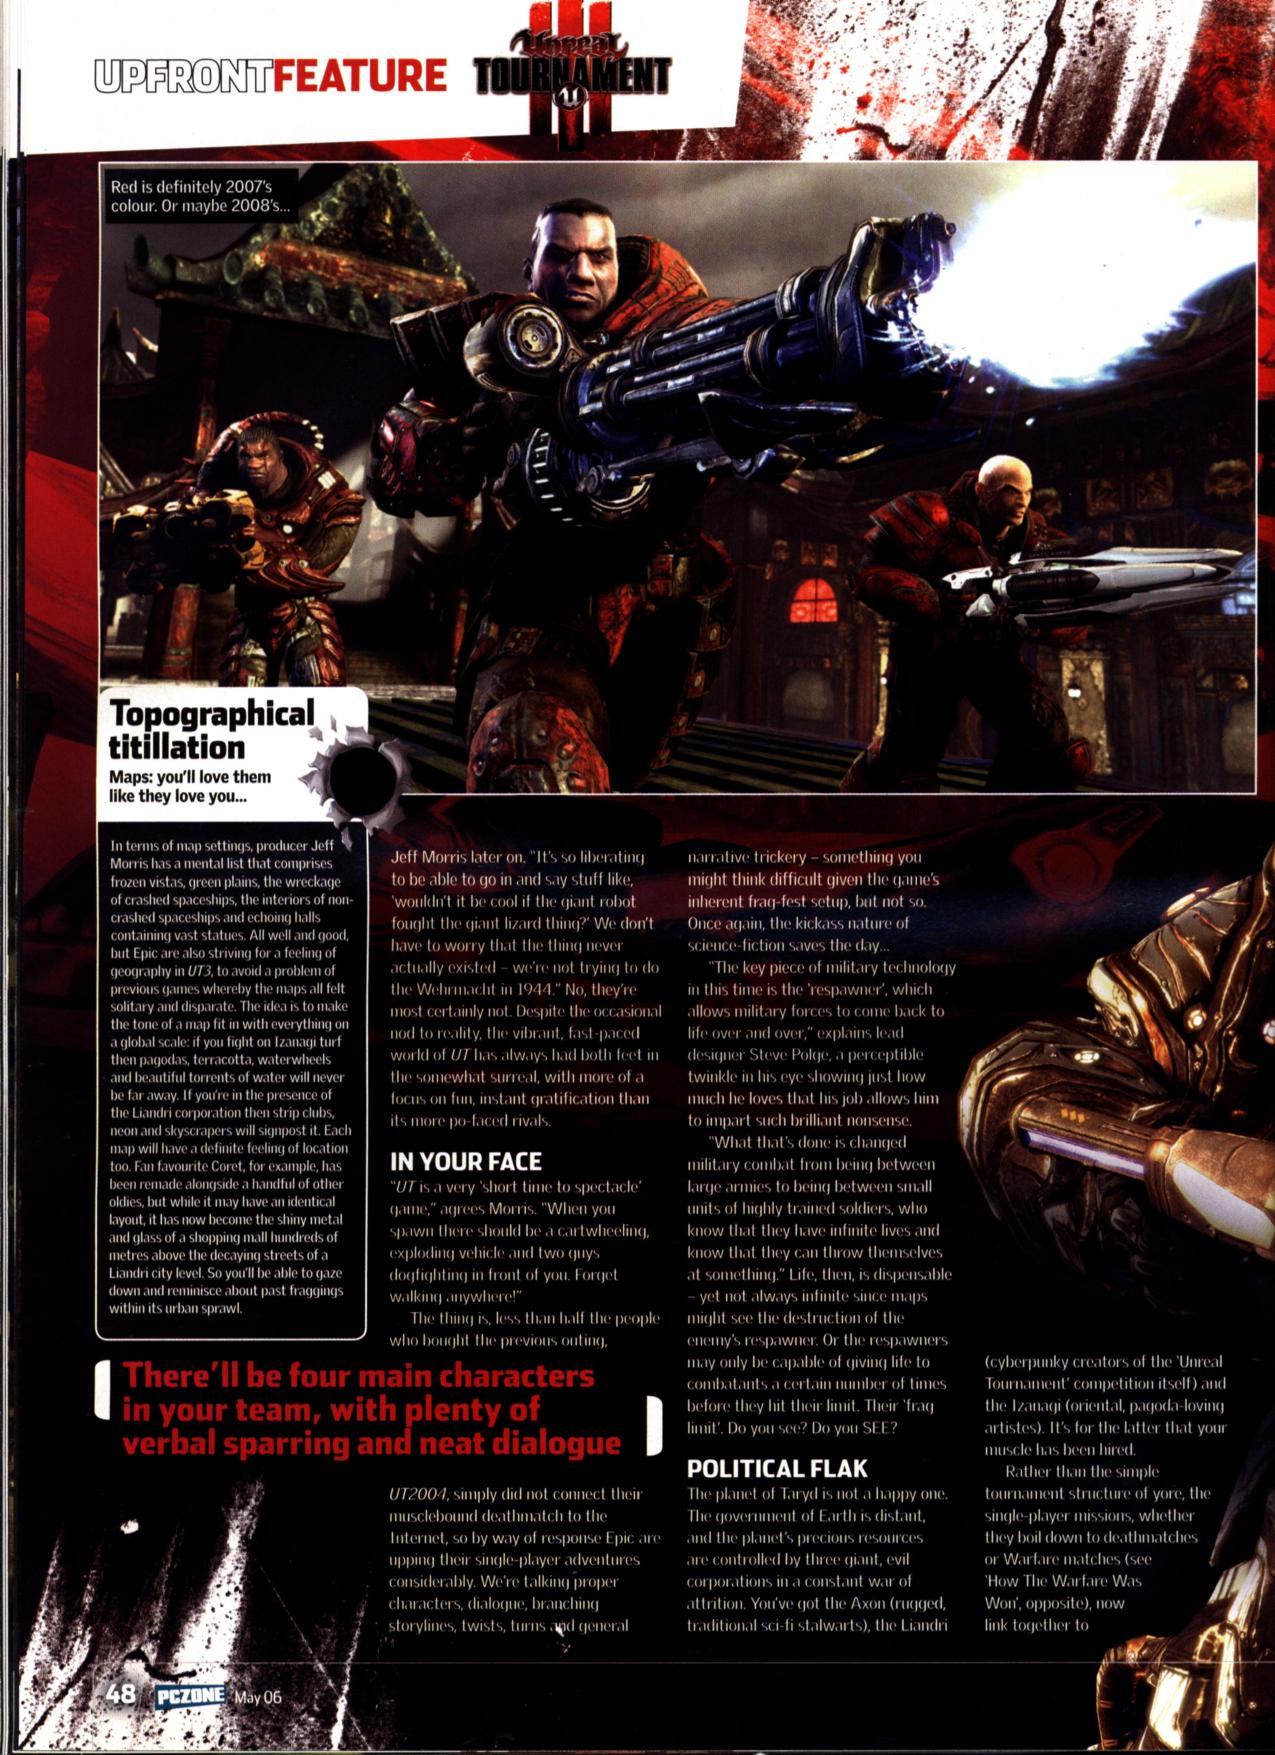 UPFRONTFEATURE
Unreal
TOURNAMENT
Red is definitely 2007's
colour. Or maybe 2008's...
Topographical
titillation
Maps: you'll love them
like they love you...
In terms of map settings, producer Jeff
Morris has a mental list that comprises
frozen vistas, green plains, the wreckage
of crashed spaceships, the interiors of non-
crashed spaceships and echoing halls
containing vast statues. All well and good,
but Epic are also striving for a feeling of
geography in UT3, to avoid a problem of
previous games whereby the maps all felt
solitary and disparate. The idea is to make
the tone of a map fit in with everything on
a global scale: if you fight on Izanagi turf
then pagodas, terracotta, waterwheels
and beautiful torrents of water will never
be far away. If you're in the presence of
the Liandri corporation then strip clubs,
neon and skyscrapers will signpost it. Each
map will have a definite feeling of location
too. Fan favourite Coret, for example, has
been remade alongside a handful of other
oldies, but while it may have an identical
layout, it has now become the shiny metal
and glass of a shopping mall hundreds of
metres above the decaying streets of a
Liandri city level. So you'll be able to gaze
down and reminisce about past fraggings
within its urban sprawl.
Jeff Morris later on. "It's so liberating
to be able to go in and say stuff like,
'wouldn't it be cool if the giant robot
fought the giant lizard thing?' We don't
have to worry that the thing never
actually existed – we're not trying to do
the Wehrmacht in 1944." No, they're
most certainly not. Despite the occasional
nod to reality, the vibrant, fast-paced
world of UT has always had both feet in
the somewhat surreal, with more of a
focus on fun, instant gratification than
its more po-faced rivals.
IN YOUR FACE
"UT is a very 'short time to spectacle'
game," agrees Morris. "When you
spawn there should be a cartwheeling,
exploding vehicle and two guys
dogfighting in front of you. Forget
walking anywhere!"
The thing is, less than half the people
who bought the previous outing,
There'll be four main characters
in your team, with plenty of
verbal sparring and neat dialogue
UT2004, simply did not connect their
musclebound deathmatch to the
Internet, so by way of response Epic are
upping their single-player adventures
considerably. We're talking proper
characters, dialogue, branching
storylines, twists, turns and general
narrative trickery – something you
might think difficult given the game's
inherent frag-fest setup, but not so.
Once again, the kickass nature of
science-fiction saves the day...
"The key piece of military technology
in this time is the 'respawner', which
allows military forces to come back to
life over and over," explains lead
designer Steve Polge, a perceptible
twinkle in his eye showing just how
much he loves that his job allows him
to impart such brilliant nonsense.
"What that's done is changed
military combat from being between
large armies to being between small
units of highly trained soldiers, who
know that they have infinite lives and
know that they can throw themselves
at something." Life, then, is dispensable
– yet not always infinite since maps
might see the destruction of the
enemy's respawner. Or the respawners
may only be capable of giving life to
combatants a certain number of times
before they hit their limit. Their 'frag
limit'. Do you see? Do you SEE?
POLITICAL FLAK
The planet of Taryd is not a happy one.
The government of Earth is distant,
and the planet's precious resources
are controlled by three giant, evil
corporations in a constant war of
attrition. You've got the Axon (rugged,
traditional sci-fi stalwarts), the Liandri
(cyberpunky creators of the 'Unreal
Tournament' competition itself) and
the Izanagi (oriental, pagoda-loving
artistes). It's for the latter that your
muscle has been hired.
Rather than the simple
tournament structure of yore, the
single-player missions, whether
they boil down to deathmatches
or Warfare matches (see
'How The Warfare Was
Won', opposite), now
link together to
48 PCZONE May 06